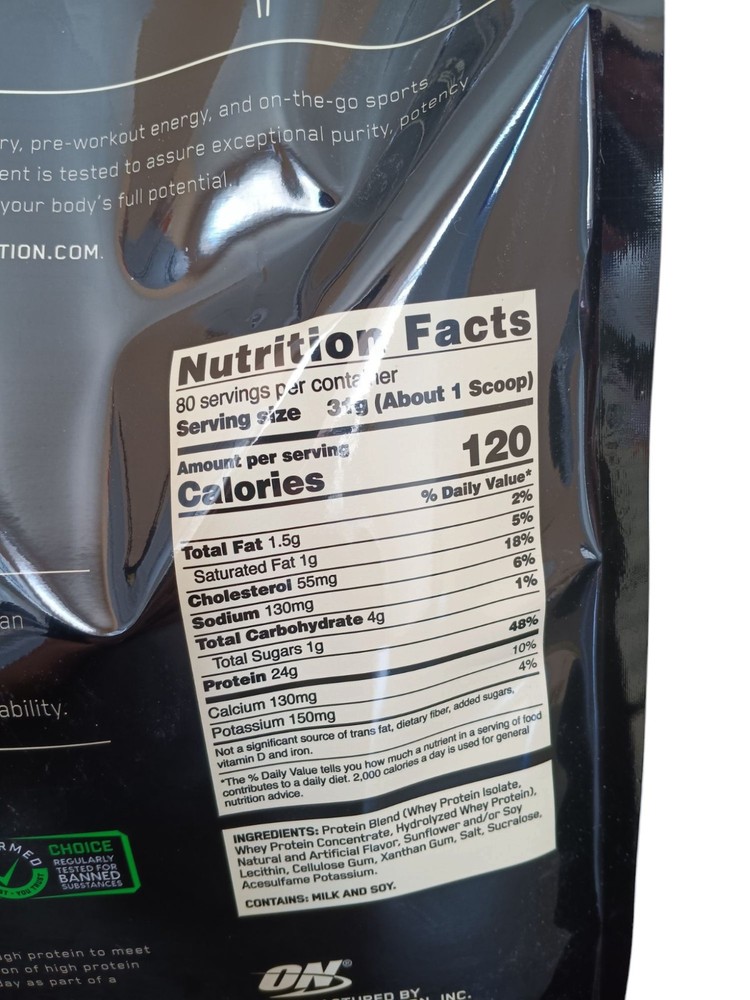 ry, pre-workout energy, and on-the-go sports
ent is tested to assure exceptional purity, potency
your body's full potential.
TION.COM.
Nutrition Facts
80 servings per container
Serving size 31g (About 1 Scoop)
Amount per serving
Calories 120
% Daily Value*
Total Fat 1.5g 2%
Saturated Fat 1g 5%
Cholesterol 55mg 18%
Sodium 130mg 6%
Total Carbohydrate 4g 1%
Total Sugars 1g
Protein 24g 48%
Calcium 130mg 10%
Potassium 150mg 4%
Not a significant source of trans fat, dietary fiber, added sugars,
vitamin D and iron.
*The % Daily Value tells you how much a nutrient in a serving of food
contributes to a daily diet. 2,000 calories a day is used for general
nutrition advice.
INGREDIENTS: Protein Blend (Whey Protein Isolate,
Whey Protein Concentrate, Hydrolyzed Whey Protein),
Natural and Artificial Flavor, Sunflower and/or Soy
Lecithin, Cellulose Gum, Xanthan Gum, Salt, Sucralose,
Acesulfame Potassium.
CONTAINS: MILK AND SOY.
an
ability.
RMED
CHOICE
REGULARLY
TESTED FOR
BANNED
SUBSTANCES
YOU TRUST
ugh protein to meet
on of high protein
day as part of a
ON®
CTURED BY
N, INC.